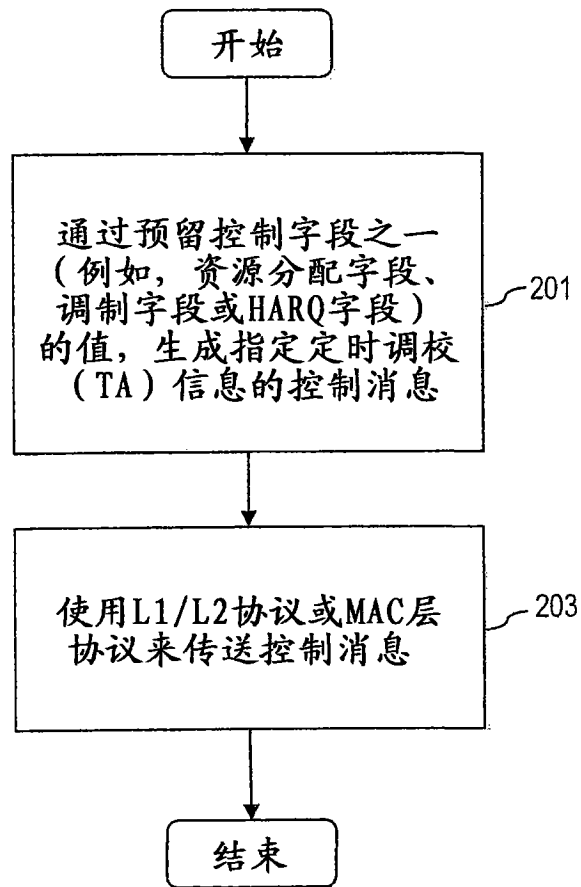 开始
通过预留控制字段之一
（例如，资源分配字段、
调制字段或HARQ字段）
的值，生成指定定时调校
（TA）信息的控制消息
201
使用L1/L2协议或MAC层
协议来传送控制消息
203
结束